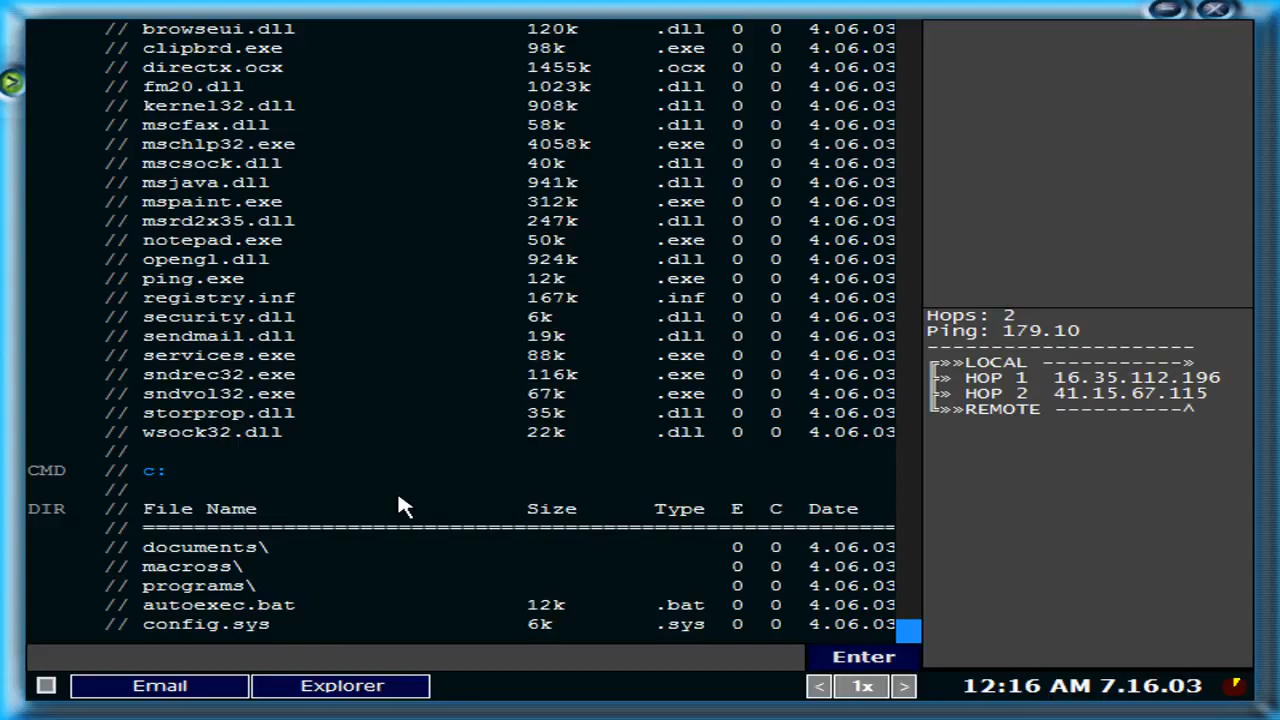 // browseui.dll 120k .dll 0 0 4.06.03
// clipbrd.exe 98k .exe 0 0 4.06.03
// directx.ocx 1455k .ocx 0 0 4.06.03
// fm20.dll 1023k .dll 0 0 4.06.03
// kernel32.dll 908k .dll 0 0 4.06.03
// mscfax.dll 58k .dll 0 0 4.06.03
// mschlp32.exe 4058k .exe 0 0 4.06.03
// mscsock.dll 40k .dll 0 0 4.06.03
// msjava.dll 941k .dll 0 0 4.06.03
// mspaint.exe 312k .exe 0 0 4.06.03
// msrd2x35.dll 247k .dll 0 0 4.06.03
// notepad.exe 50k .exe 0 0 4.06.03
// opengl.dll 924k .dll 0 0 4.06.03
// ping.exe 12k .exe 0 0 4.06.03
// registry.inf 167k .inf 0 0 4.06.03
// security.dll 6k .dll 0 0 4.06.03
// sendmail.dll 19k .dll 0 0 4.06.03
// services.exe 88k .exe 0 0 4.06.03
// sndrec32.exe 116k .exe 0 0 4.06.03
// sndvol32.exe 67k .exe 0 0 4.06.03
// storprop.dll 35k .dll 0 0 4.06.03
// wsock32.dll 22k .dll 0 0 4.06.03
//
CMD // c:
//
DIR // File Name Size Type E C Date
// ===========================================================
// documents\ 0 0 4.06.03
// macross\ 0 0 4.06.03
// programs\ 0 0 4.06.03
// autoexec.bat 12k .bat 0 0 4.06.03
// config.sys 6k .sys 0 0 4.06.03
Enter
Hops: 2
Ping: 179.10
---------------------
╔»»LOCAL -----------»
╠» HOP 1 16.35.112.196
╠» HOP 2 41.15.67.115
╚»»REMOTE ----------^
Email Explorer < 1x > 12:16 AM 7.16.03